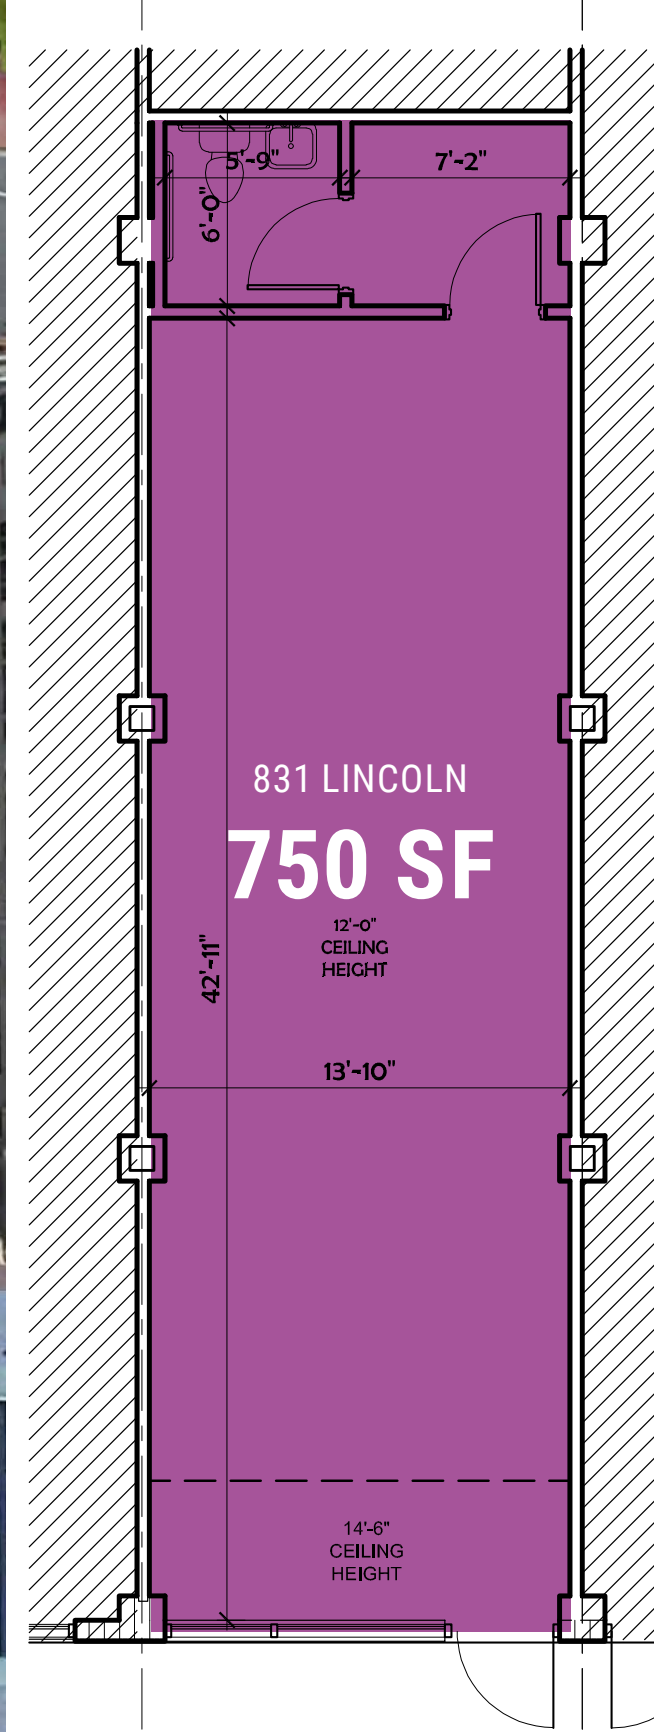 5'-9"
7'-2"
6'-0"
831 LINCOLN
750 SF
12'-0"
CEILING
HEIGHT
42'-11"
13'-10"
14'-6"
CEILING
HEIGHT